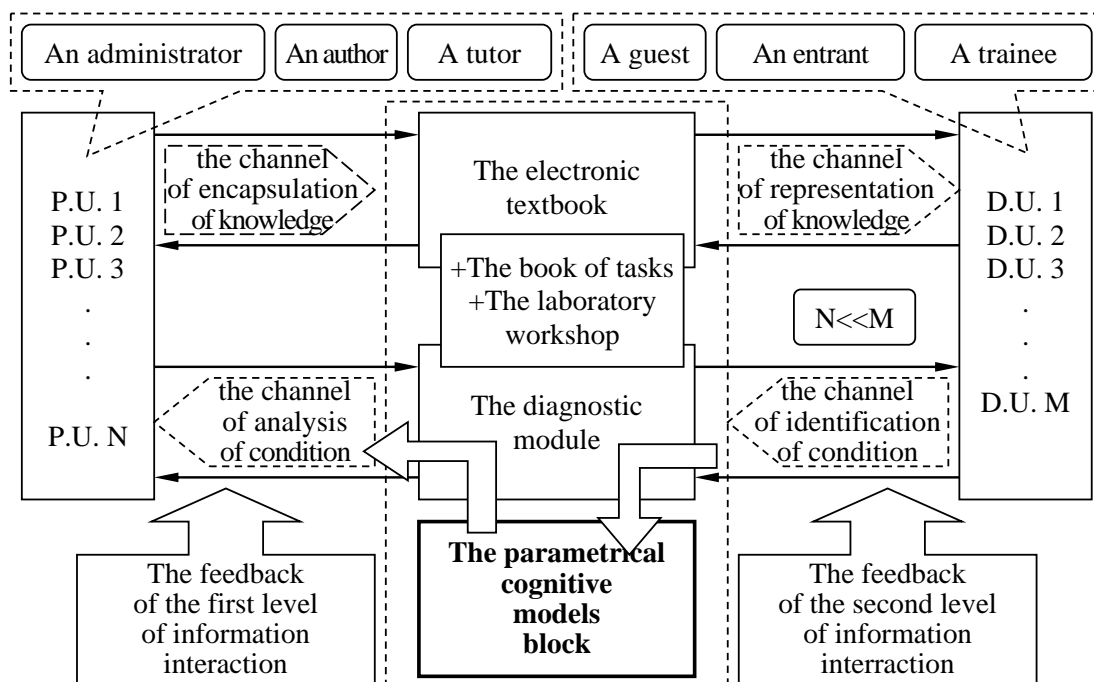 An administrator
An author
A tutor
A guest
An entrant
A trainee
P.U. 1
P.U. 2
P.U. 3
.
.
.
P.U. N
the channel
of encapsulation
of knowledge
The electronic
textbook
+The book of tasks
+The laboratory
workshop
the channel
of representation
of knowledge
N<<M
D.U. 1
D.U. 2
D.U. 3
.
.
.
D.U. M
the channel
of analysis
of condition
The diagnostic
module
the channel
of identification
of condition
The feedback
of the first level
of information
interaction
The parametrical
cognitive
models
block
The feedback
of the second level
of information
interraction